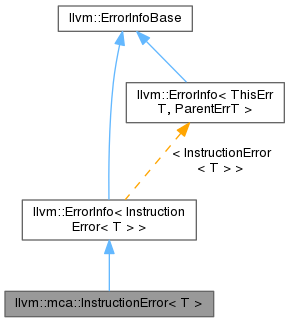 llvm::ErrorInfoBase
llvm::ErrorInfo< ThisErr
T, ParentErrT >
< InstructionError
< T > >
llvm::ErrorInfo< Instruction
Error< T > >
llvm::mca::InstructionError< T >